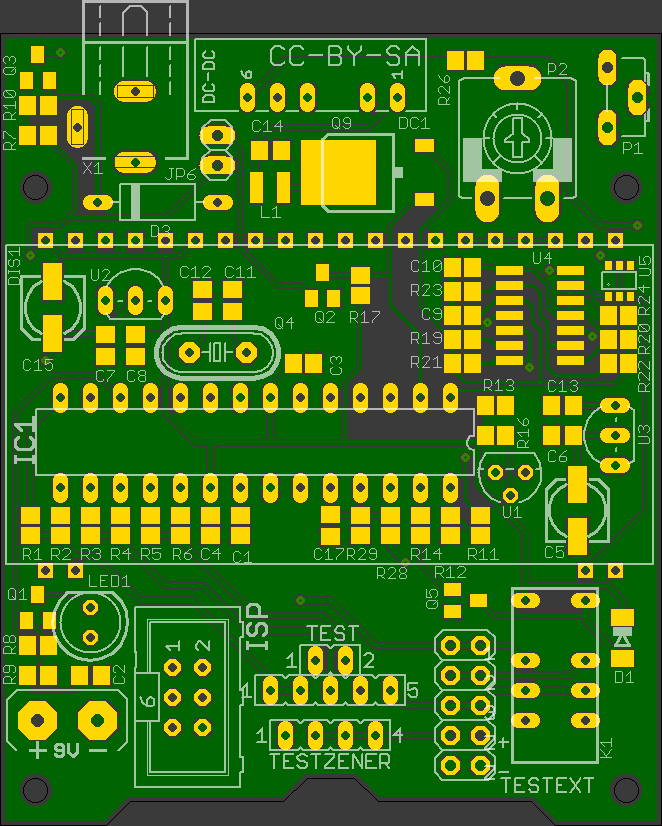 CC-BY-SA
DC-DC
6
1
Q3
R26
P2
R10
R7
C14
Q9
DC1
P1
X1
JP6
L1
D3
DIS1
U2
C12
C11
C10
U4
U5
R23
R24
Q2
R17
C9
Q4
R19
R20
C15
C7
C8
C3
R21
R22
R13
C13
IC1
R16
U3
C6
U1
R1
R2
R3
R4
R5
R6
C4
C1
C17
R29
R14
R11
C5
R28
R12
Q1
LED1
Q5
ISP
1
2
TEST
R8
1
2
R9
C2
D1
1
5
6
+ 9V -
1
4
2+
K1
TESTZENER
2-
TESTEXT